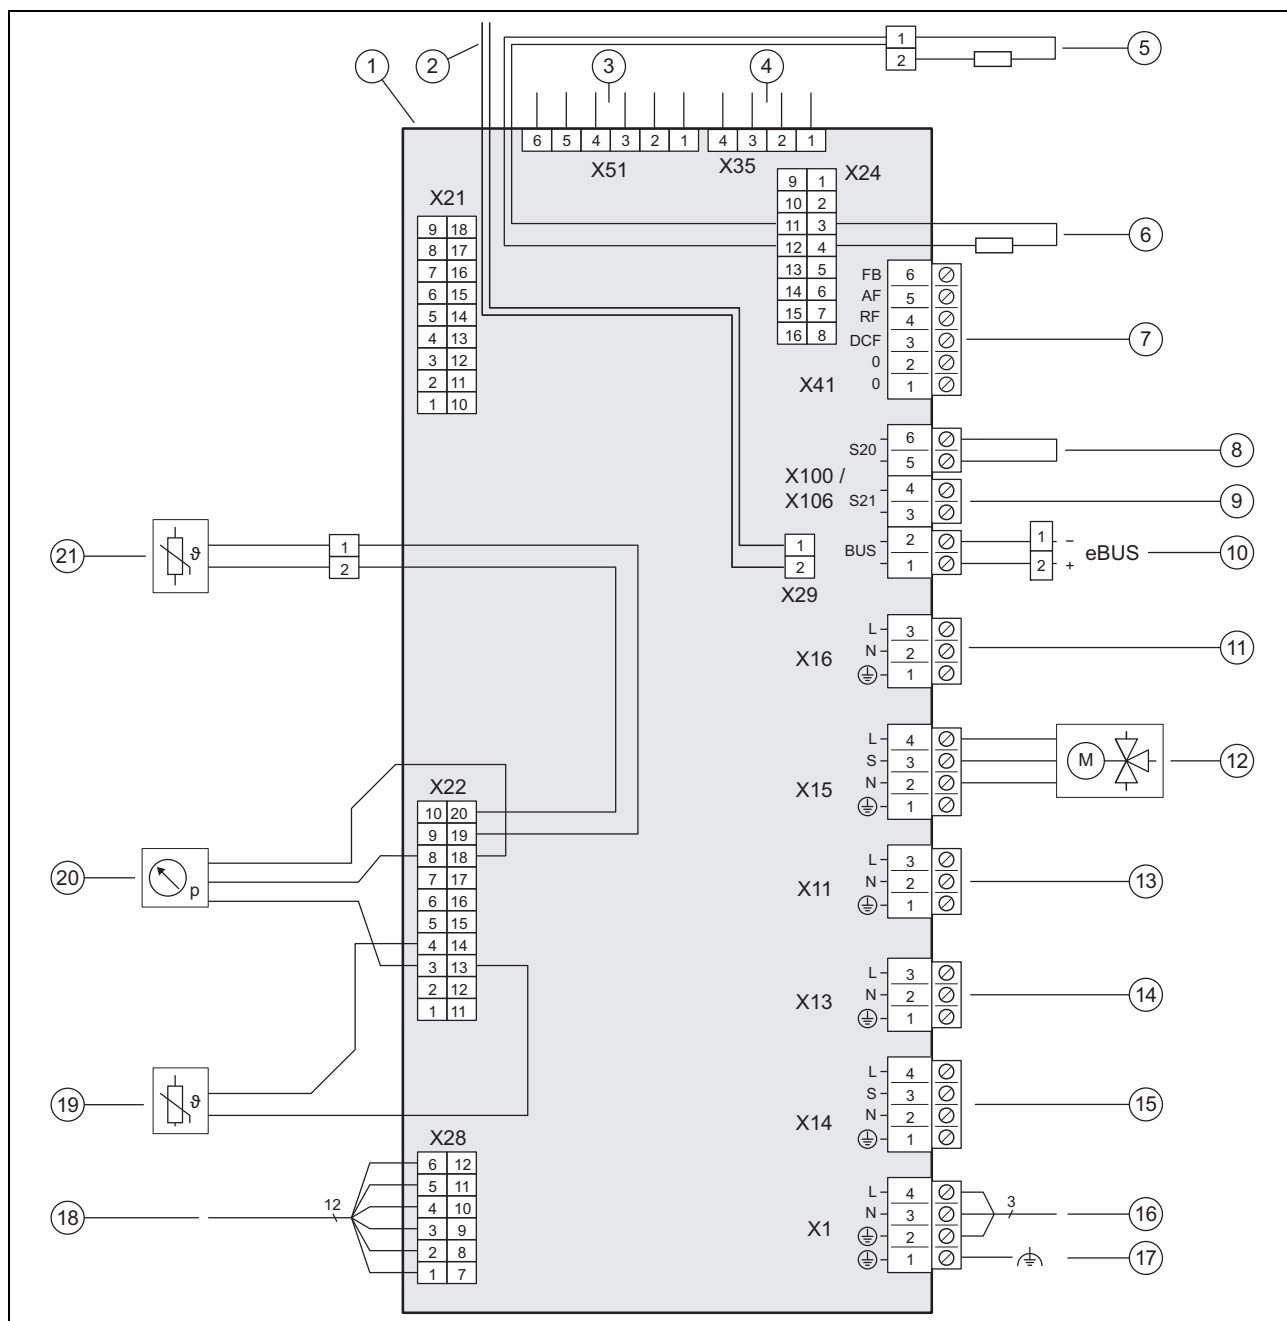 1
2
3
4
5
1
2
6 5 4 3 2 1
4 3 2 1
X51
X35
X24
9 1
10 2
11 3
12 4
13 5
14 6
15 7
16 8
6
X21
9 18
8 17
7 16
6 15
5 14
4 13
3 12
2 11
1 10
FB 6
AF 5
RF 4
DCF 3
0 2
0 1
X41
7
X100 /
X106
S20
6
5
8
S21
4
3
9
BUS
2
1
1 –
2 +
eBUS
10
1
2
X29
21
ϑ
1
2
X16
L 3
N 2
1
11
X15
L 4
S 3
N 2
1
M
12
X22
10 20
9 19
8 18
7 17
6 16
5 15
4 14
3 13
2 12
1 11
20
p
X11
L 3
N 2
1
13
X13
L 3
N 2
1
14
19
ϑ
X14
L 4
S 3
N 2
1
15
X28
6 12
5 11
4 10
3 9
2 8
1 7
18
12
X1
L 4
N 3
2
1
3
16
17